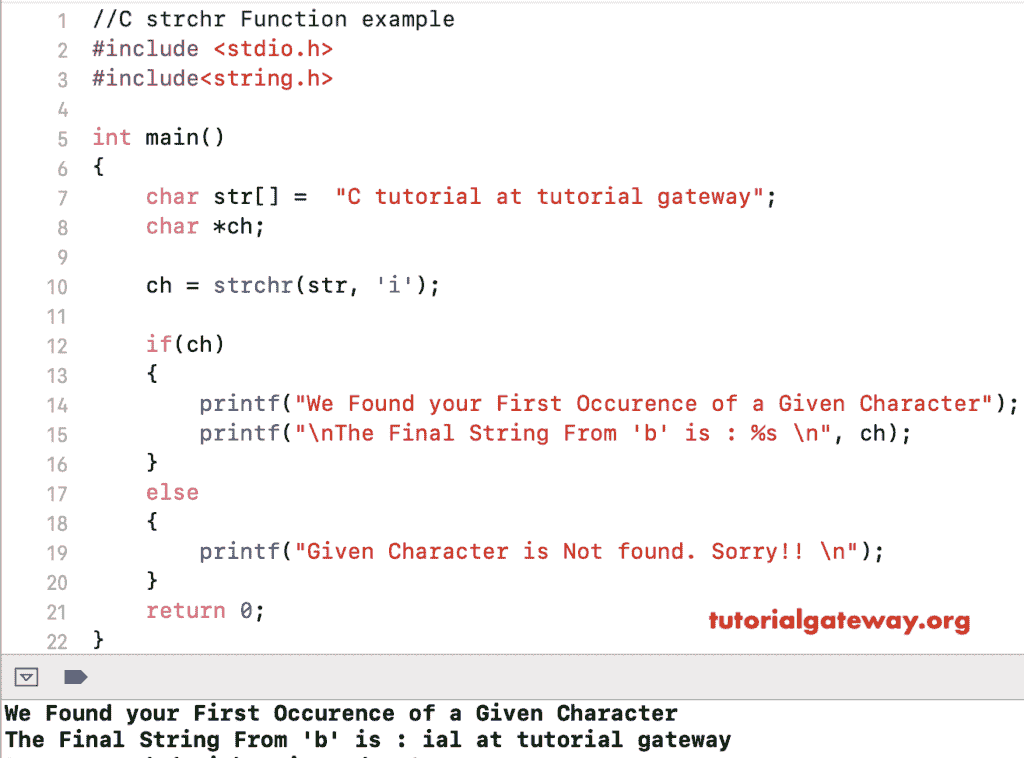 1 //C strchr Function example
2 #include <stdio.h>
3 #include<string.h>
4
5 int main()
6 {
7 char str[] =  "C tutorial at tutorial gateway";
8 char *ch;
9
10 ch = strchr(str, 'i');
11
12 if(ch)
13 {
14 printf("We Found your First Occurence of a Given Character");
15 printf("\nThe Final String From 'b' is : %s \n", ch);
16 }
17 else
18 {
19 printf("Given Character is Not found. Sorry!! \n");
20 }
21 return 0;
22 }
tutorialgateway.org
We Found your First Occurence of a Given Character
The Final String From 'b' is : ial at tutorial gateway